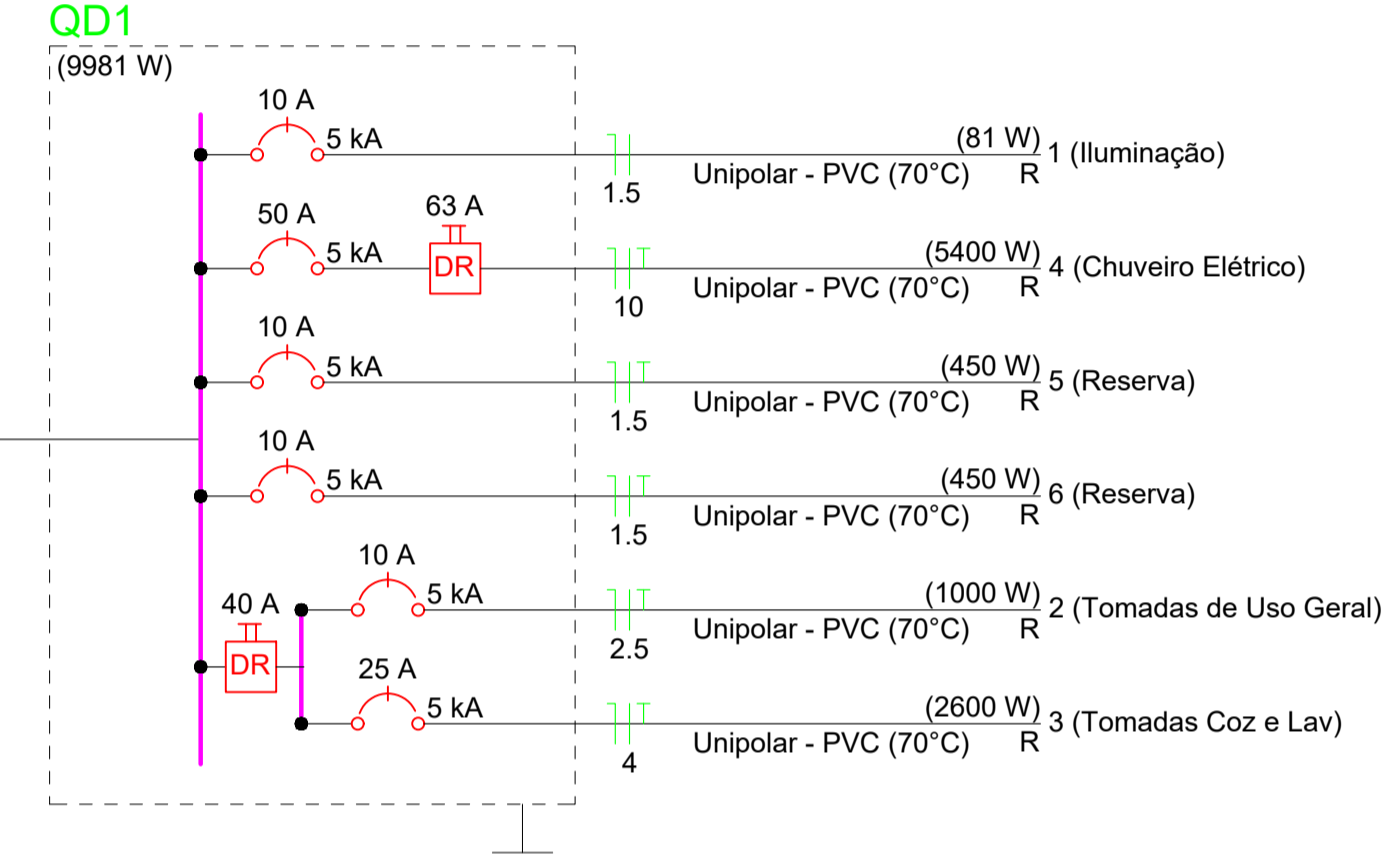 QD1
(9981 W)
10 A
5 kA
1.5
Unipolar - PVC (70°C)
(81 W)
R
1 (Iluminação)
50 A
5 kA
63 A
DR
10
Unipolar - PVC (70°C)
(5400 W)
R
4 (Chuveiro Elétrico)
10 A
5 kA
1.5
Unipolar - PVC (70°C)
(450 W)
R
5 (Reserva)
10 A
5 kA
1.5
Unipolar - PVC (70°C)
(450 W)
R
6 (Reserva)
40 A
DR
10 A
5 kA
2.5
Unipolar - PVC (70°C)
(1000 W)
R
2 (Tomadas de Uso Geral)
25 A
5 kA
4
Unipolar - PVC (70°C)
(2600 W)
R
3 (Tomadas Coz e Lav)